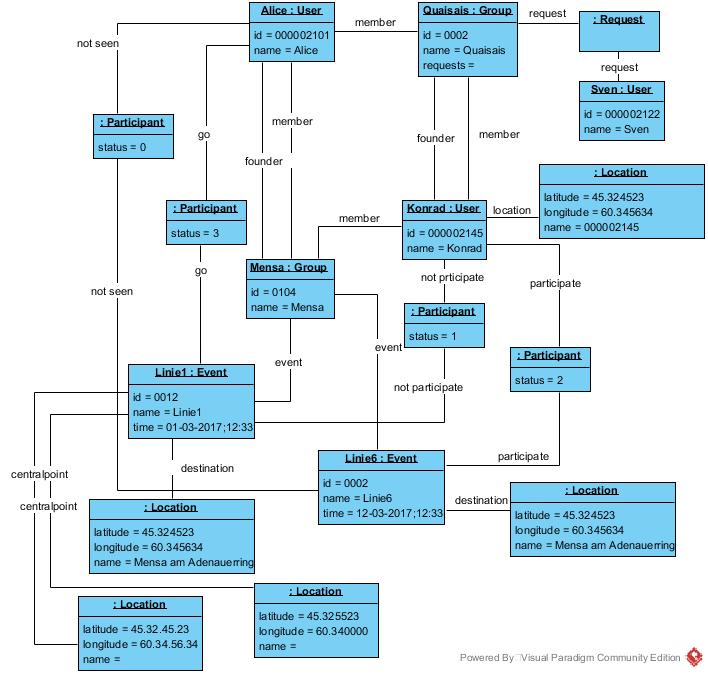 Alice : User
id = 000002101
name = Alice
member
Quaisais : Group
id = 0002
name = Quaisais
requests =
request
: Request
request
Sven : User
id = 000002122
name = Sven
not seen
: Participant
status = 0
go
member
founder
founder
member
: Location
latitude = 45.324523
longitude = 60.345634
name = 000002145
location
: Participant
status = 3
Konrad : User
id = 000002145
name = Konrad
member
go
Mensa : Group
id = 0104
name = Mensa
not prticipate
participate
not seen
: Participant
status = 1
event
event
: Participant
status = 2
Linie1 : Event
id = 0012
name = Linie1
time = 01-03-2017;12:33
not participate
participate
Linie6 : Event
id = 0002
name = Linie6
time = 12-03-2017;12:33
destination
centralpoint
centralpoint
destination
: Location
latitude = 45.324523
longitude = 60.345634
name = Mensa am Adenauerring
: Location
latitude = 45.324523
longitude = 60.345634
name = Mensa am Adenauerring
: Location
latitude = 45.32.45.23
longitude = 60.34.56.34
name =
: Location
latitude = 45.325523
longitude = 60.340000
name =
Powered By Visual Paradigm Community Edition